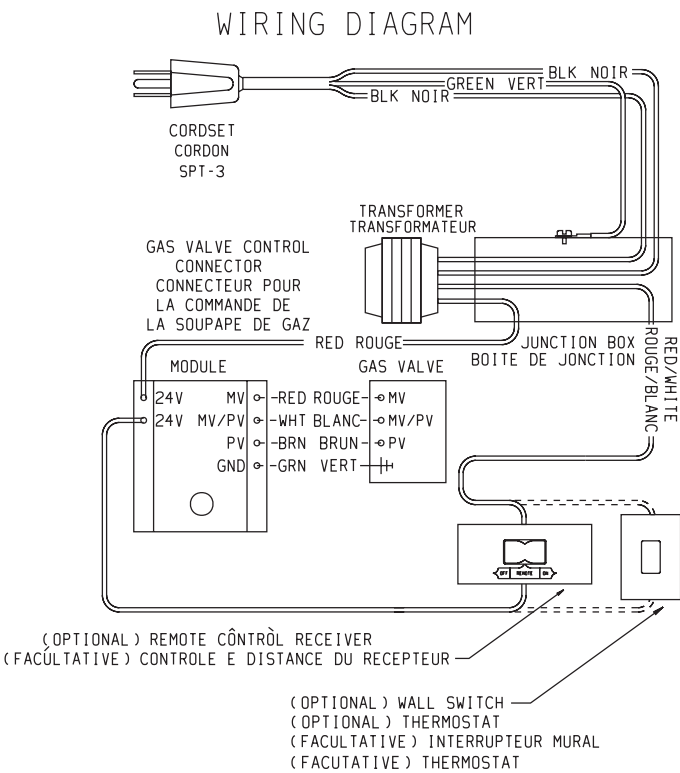 WIRING DIAGRAM
BLK NOIR
GREEN VERT
BLK NOIR
CORDSET
CORDON
SPT-3
TRANSFORMER
TRANSFORMATEUR
GAS VALVE CONTROL
CONNECTOR
CONNECTEUR POUR
LA COMMANDE DE
LA SOUPAPE DE GAZ
RED ROUGE
JUNCTION BOX
BOITE DE JONCTION
RED/WHITE
ROUGE/BLANC
MODULE
GAS VALVE
24V MV RED ROUGE MV
24V MV/PV WHT BLANC MV/PV
PV BRN BRUN PV
GND GRN VERT
OFF REMOTE ON
(OPTIONAL) REMOTE CÔNTRÒL RECEIVER
(FACÚLTATIVE) CONTROLE E DISTANCE DU RECEPTEUR
(OPTIONAL) WALL SWITCH
(OPTIONAL) THERMOSTAT
(FACULTATIVE) INTERRUPTEUR MURAL
(FACUTATIVE) THERMOSTAT